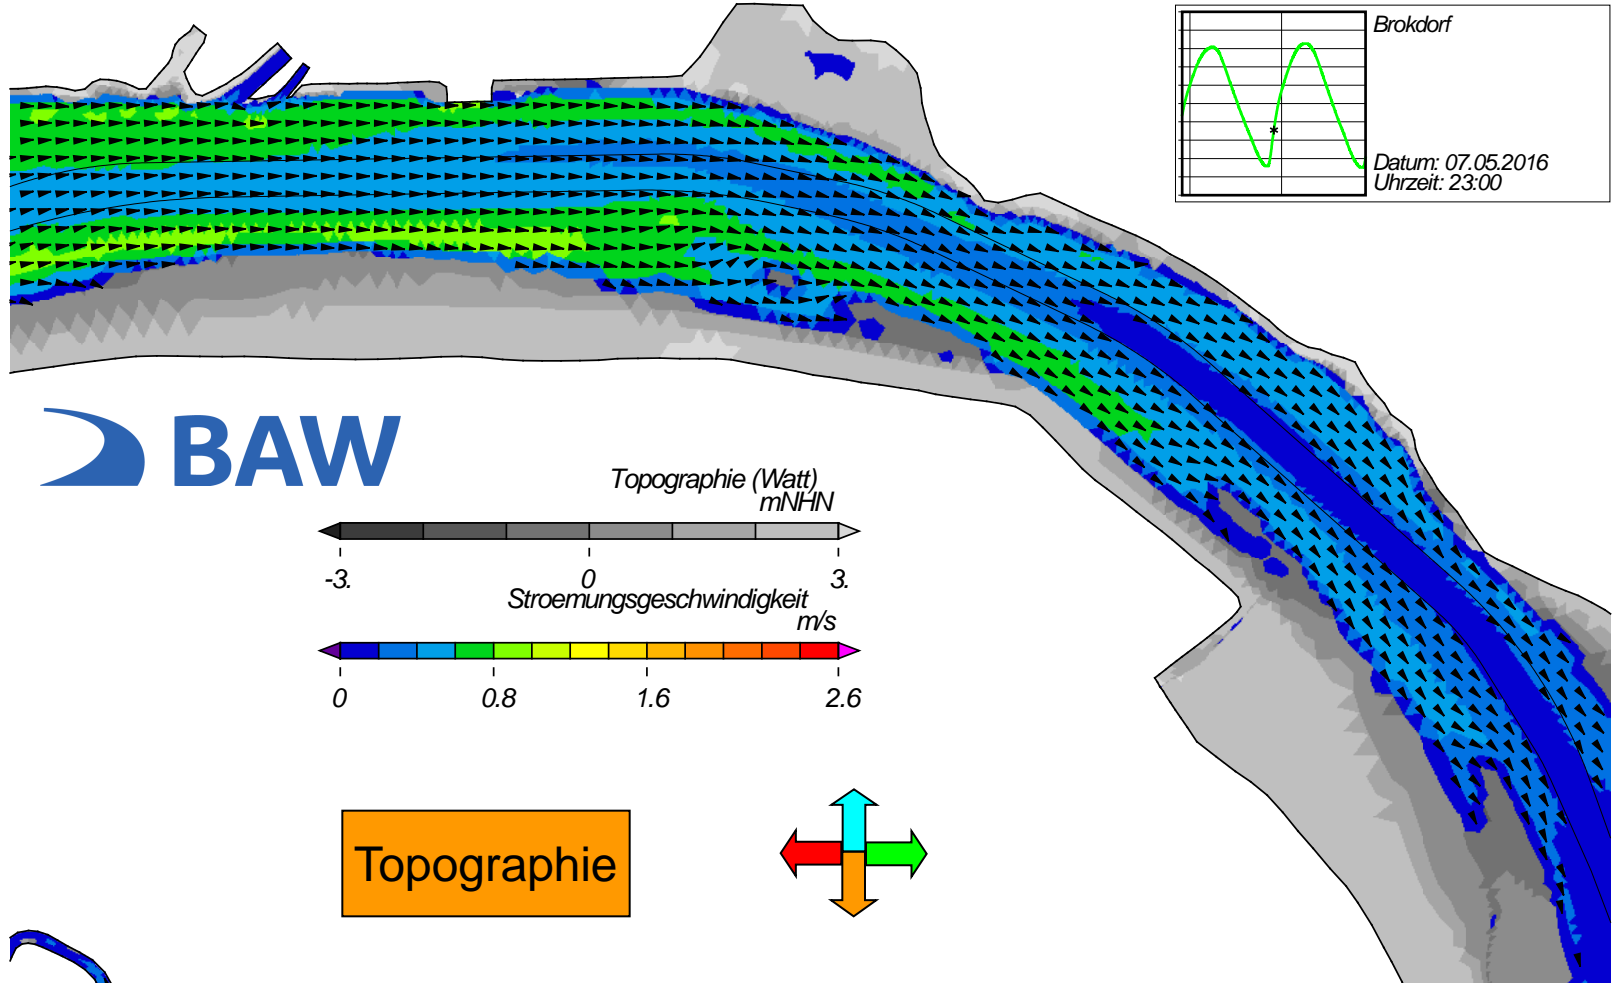 Brokdorf
Datum: 07.05.2016
Uhrzeit: 23:00
BAW
Topographie (Watt)
mNHN
-3. 0 3.
Stroemungsgeschwindigkeit
m/s
0 0.8 1.6 2.6
Topographie